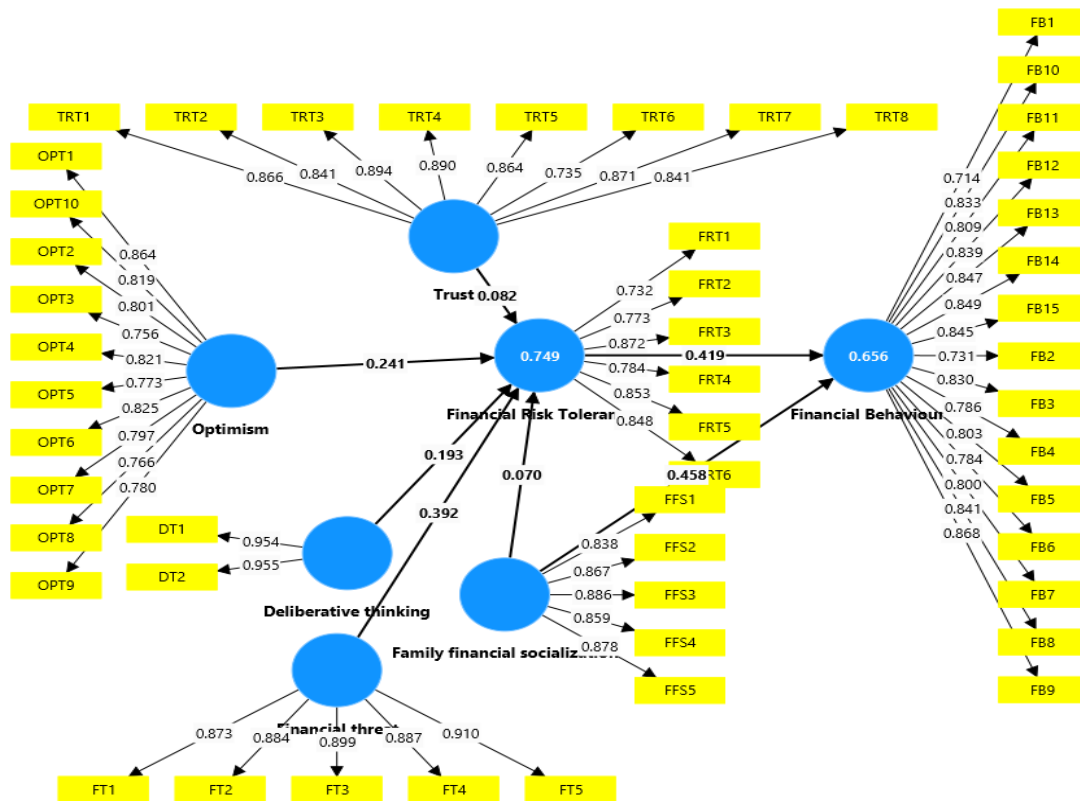 FB1
FB10
TRT1 TRT2 TRT3 TRT4 TRT5 TRT6 TRT7 TRT8
FB11
OPT1
FB12
0.866 0.841 0.894 0.890 0.864 0.735 0.871 0.841
0.714
OPT10
0.833
FB13
0.809
OPT2
0.864
FRT1
0.839
FB14
0.819
0.847
OPT3
0.801
Trust 0.082
0.732
FRT2
0.849
FB15
0.756
0.773
FRT3
0.845
OPT4
0.821
0.241
0.749
0.872
0.419
0.656
0.731
FB2
0.773
0.784
FRT4
0.830
OPT5
0.825
0.853
0.786
FB3
Optimism
Financial Risk Toleran
Financial Behaviour
0.848
FRT5
0.803
OPT6
0.797
0.193
0.784
FB4
0.766
0.070
0.458
RT6
0.800
OPT7
0.780
FFS1
0.841
FB5
0.392
0.868
DT1
0.954
0.838
OPT8
FFS2
FB6
0.955
0.867
DT2
0.886
FFS3
OPT9
FB7
Deliberative thinking
0.859
FFS4
FB8
Family financial socializ
0.878
FFS5
FB9
Financial thre
0.873 0.884 0.899 0.887 0.910
FT1 FT2 FT3 FT4 FT5